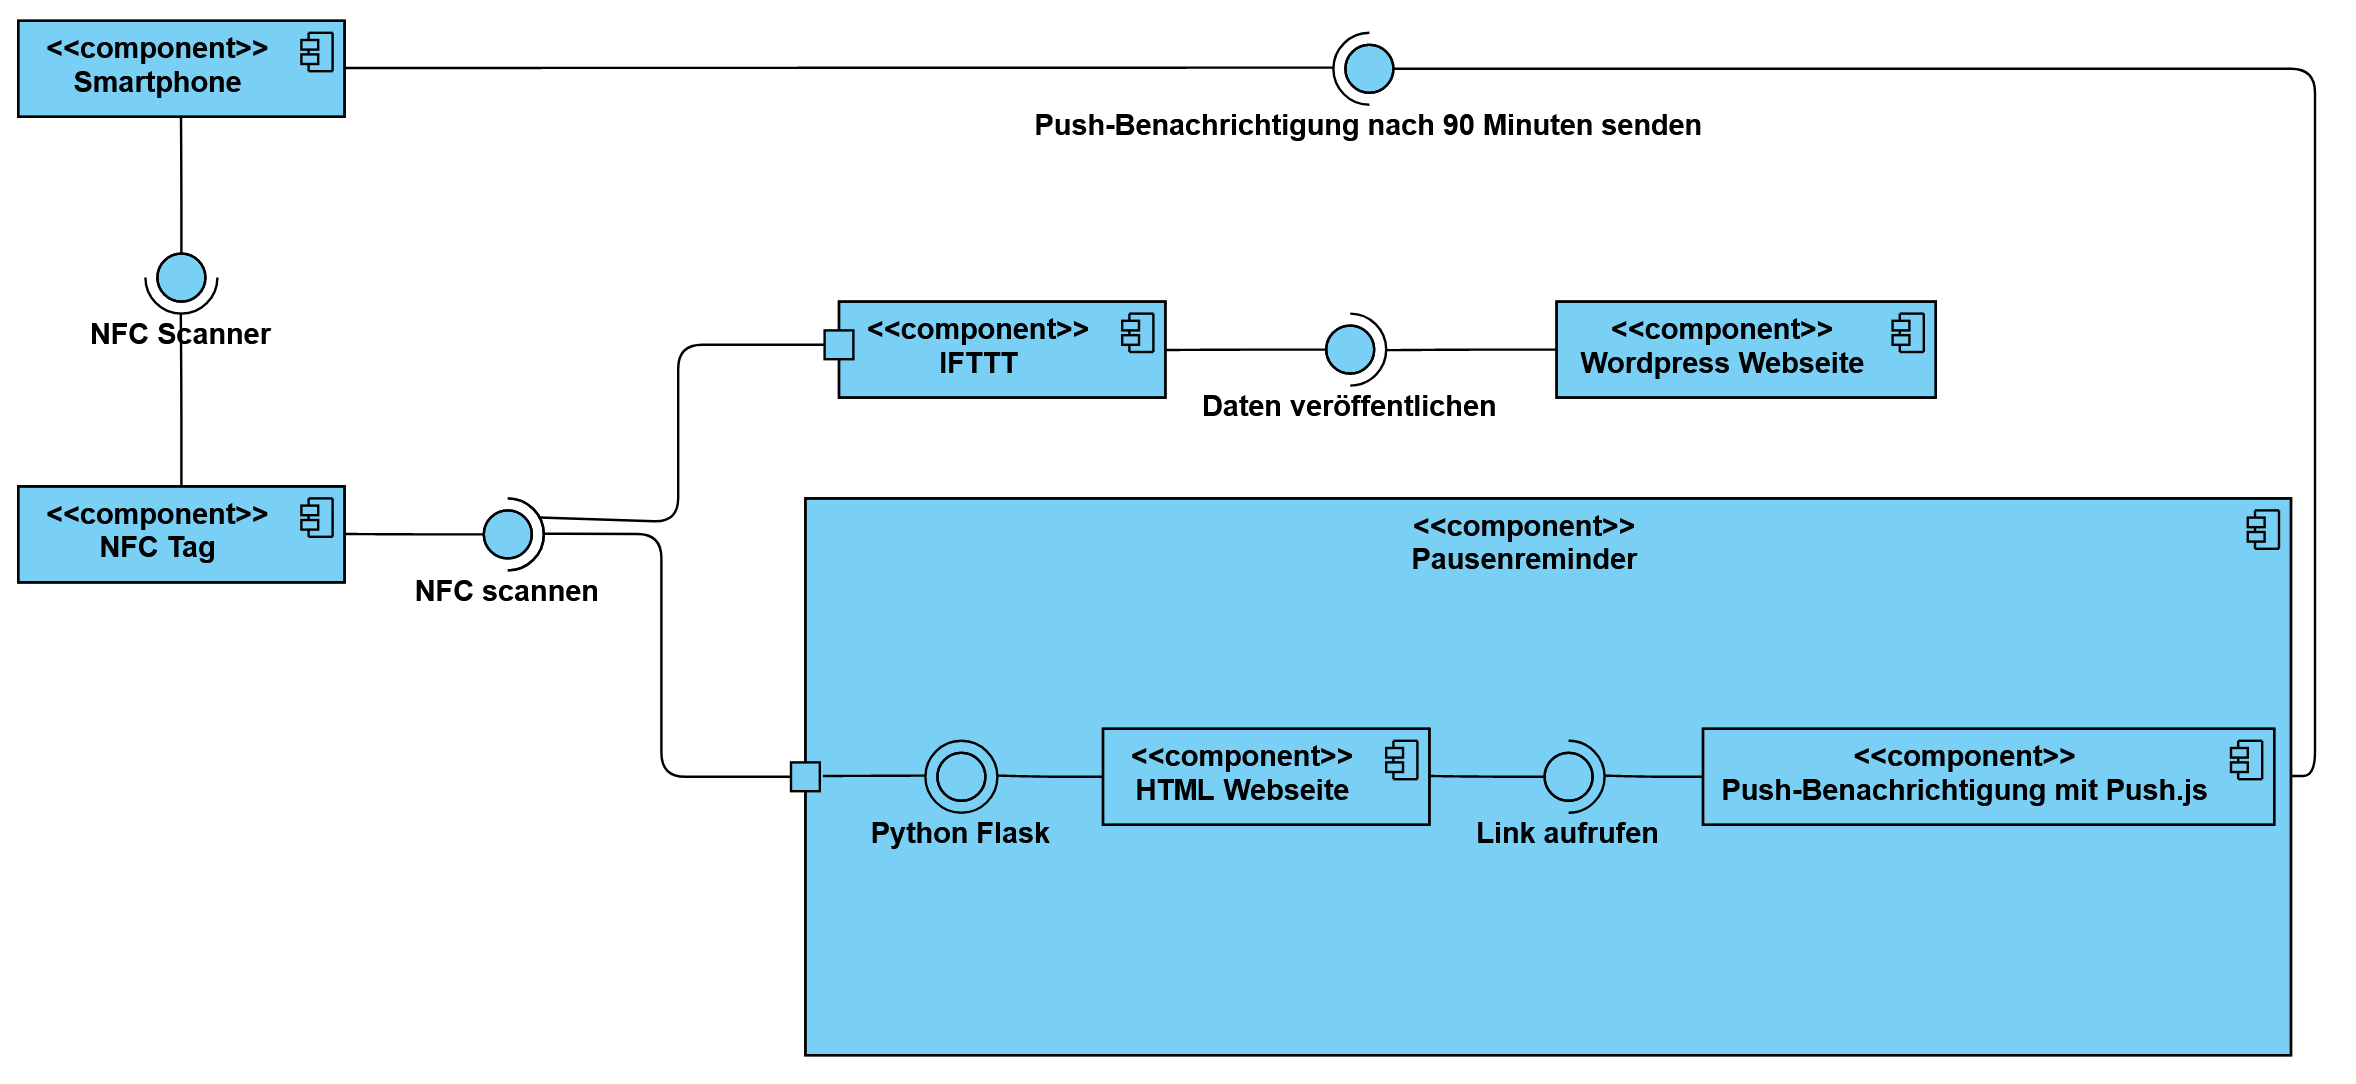 <<component>>
Smartphone
Push-Benachrichtigung nach 90 Minuten senden
NFC Scanner
<<component>>
IFTTT
Daten veröffentlichen
<<component>>
Wordpress Webseite
<<component>>
NFC Tag
NFC scannen
<<component>>
Pausenreminder
Python Flask
<<component>>
HTML Webseite
Link aufrufen
<<component>>
Push-Benachrichtigung mit Push.js